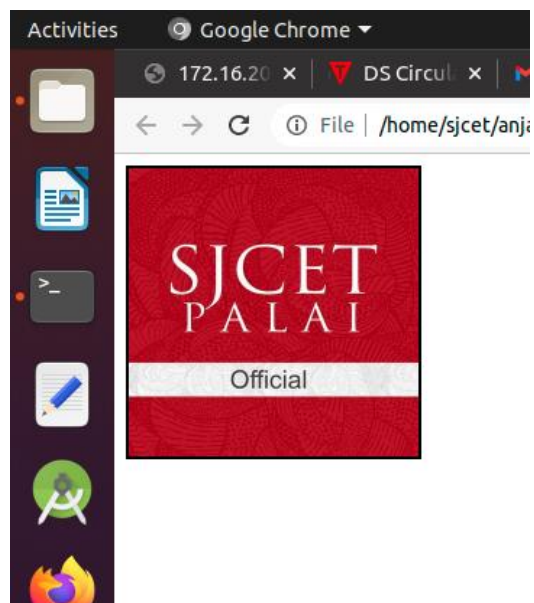 Activities
Google Chrome
172.16.20
DS Circul
File
/home/sjcet/anja
SJCET
PALAI
Official
>_